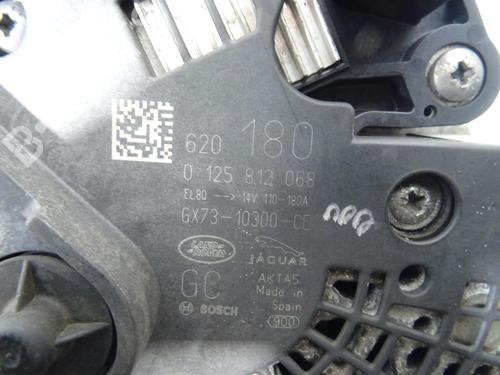 620 180
0 125 812 068
EL80 --> 14V 110-180A
GX73-10300-CE
LAND ROVER
JAGUAR
GC
AKTAS
Made in
Spain
BOSCH
900